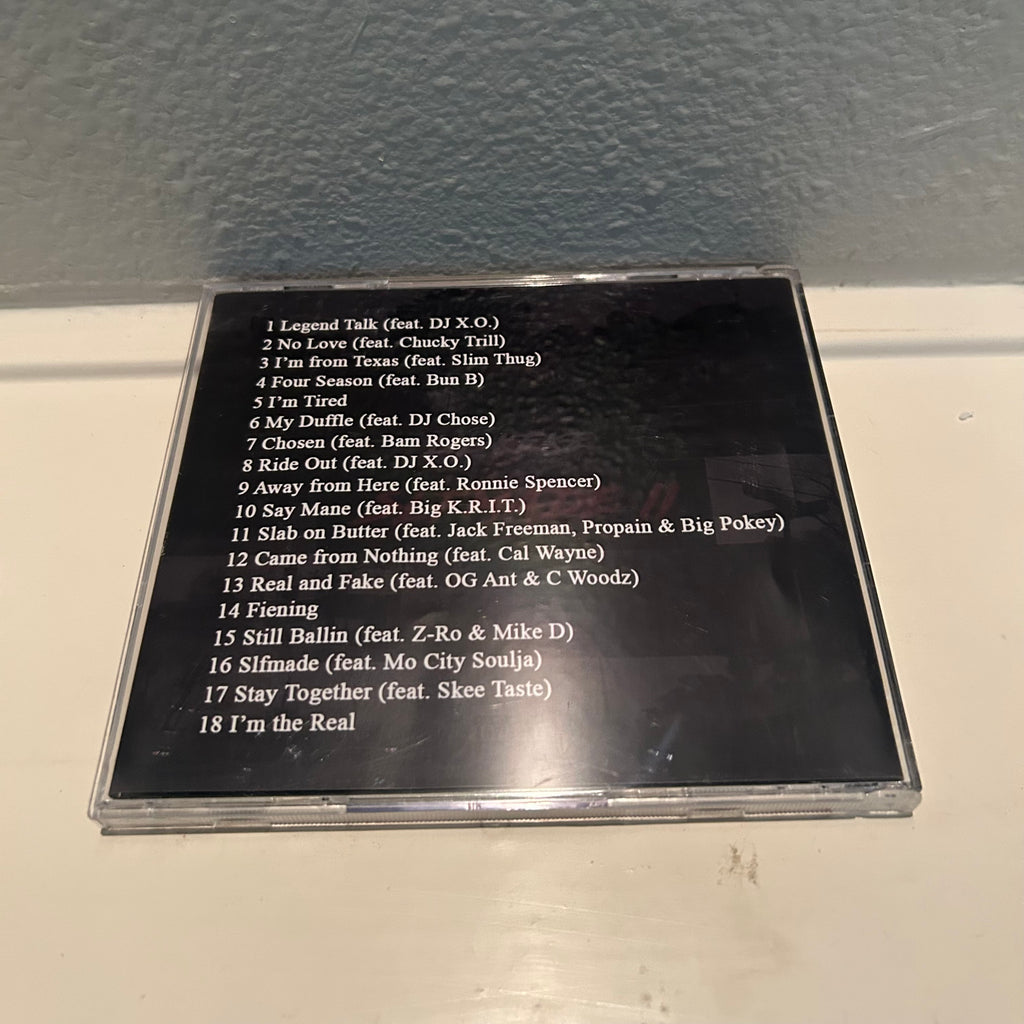 1 Legend Talk (feat. DJ X.O.)
2 No Love (feat. Chucky Trill)
3 I'm from Texas (feat. Slim Thug)
4 Four Season (feat. Bun B)
5 I'm Tired
6 My Duffle (feat. DJ Chose)
7 Chosen (feat. Bam Rogers)
8 Ride Out (feat. DJ X.O.)
9 Away from Here (feat. Ronnie Spencer)
10 Say Mane (feat. Big K.R.I.T.)
11 Slab on Butter (feat. Jack Freeman, Propain & Big Pokey)
12 Came from Nothing (feat. Cal Wayne)
13 Real and Fake (feat. OG Ant & C Woodz)
14 Fiening
15 Still Ballin (feat. Z-Ro & Mike D)
16 Slfmade (feat. Mo City Soulja)
17 Stay Together (feat. Skee Taste)
18 I'm the Real